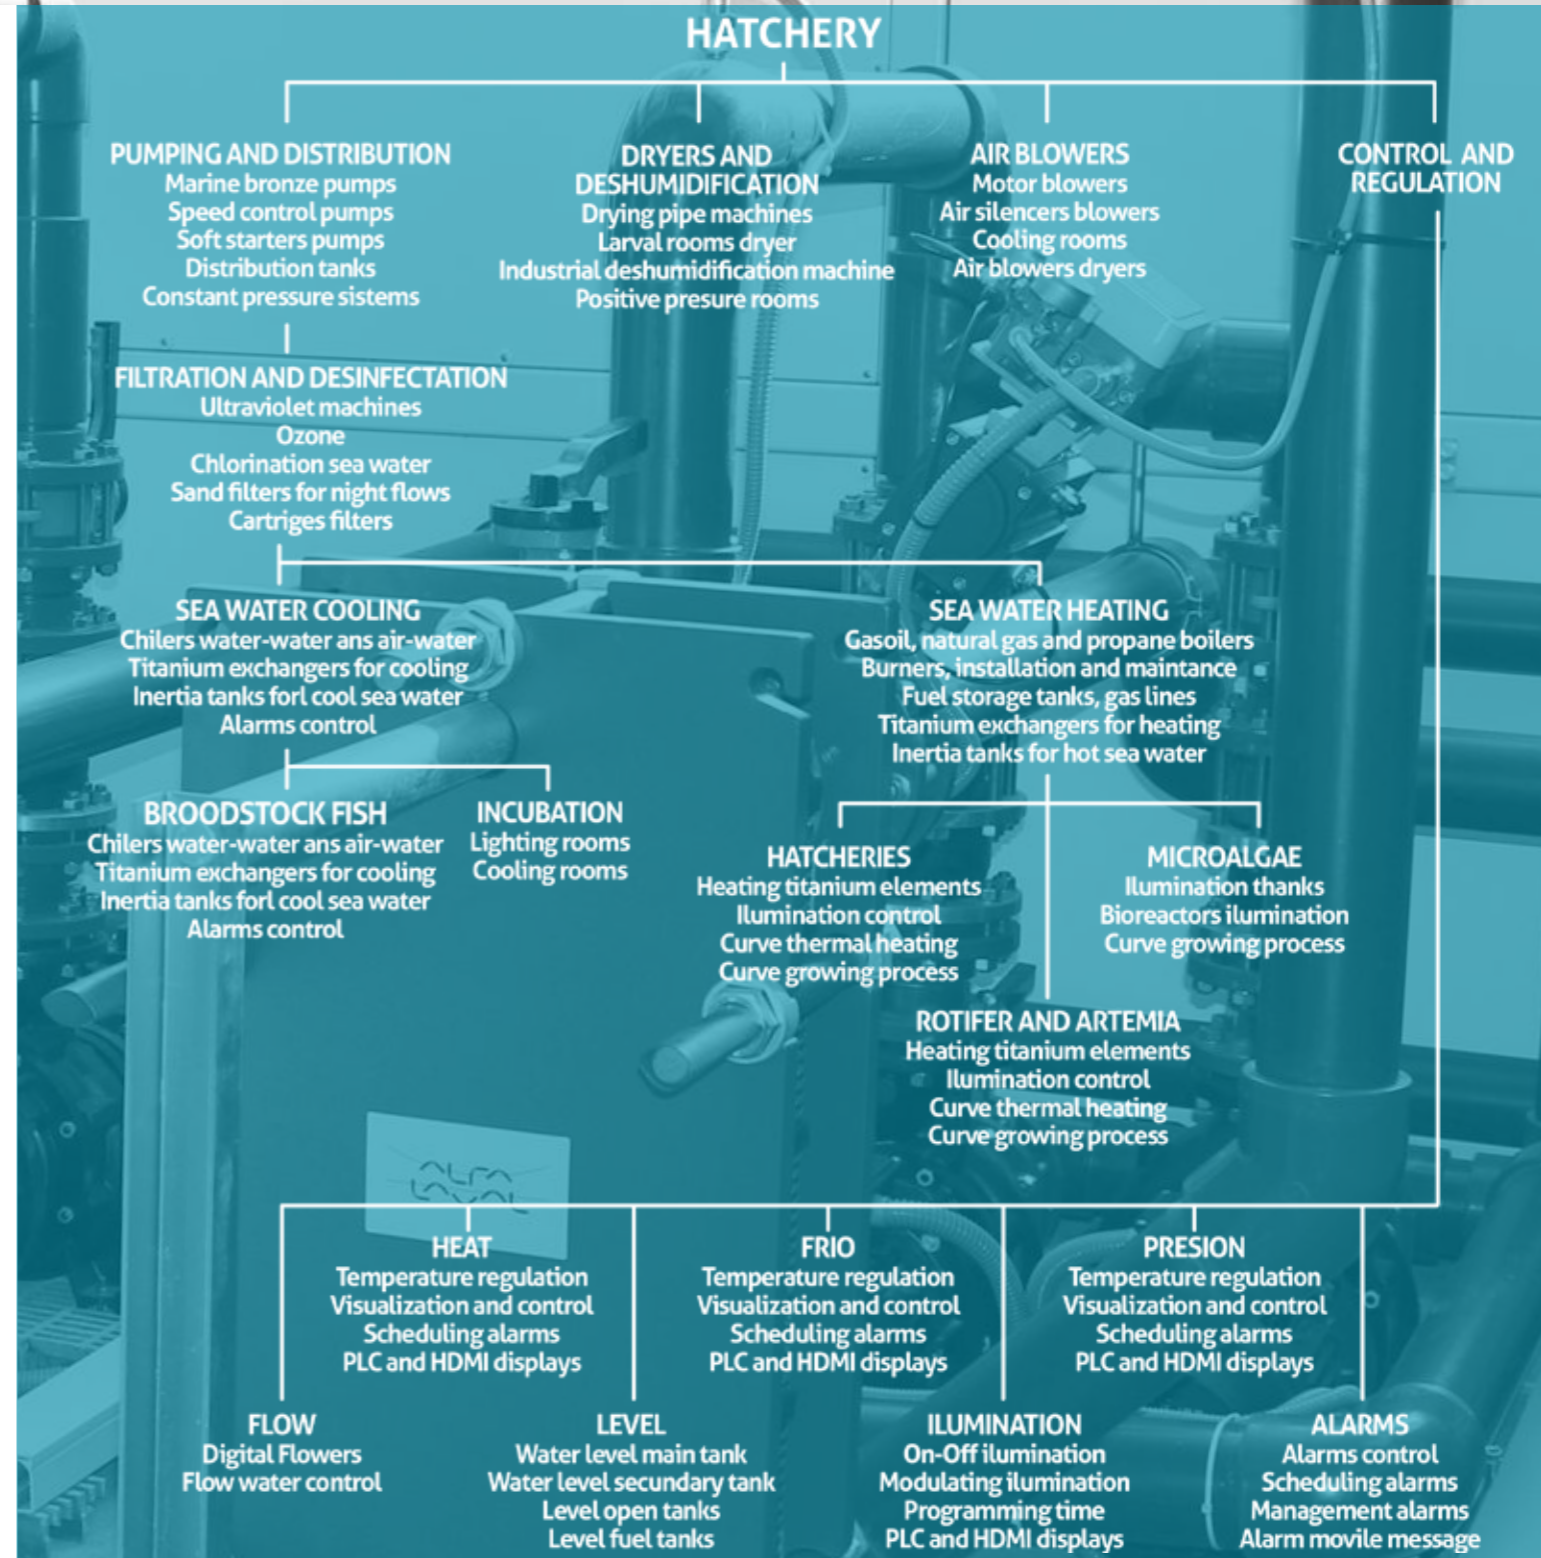 HATCHERY
PUMPING AND DISTRIBUTION
Marine bronze pumps
Speed control pumps
Soft starters pumps
Distribution tanks
Constant pressure sistems
DRYERS AND
DESHUMIDIFICATION
Drying pipe machines
Larval rooms dryer
Industrial deshumidification machine
Positive presure rooms
AIR BLOWERS
Motor blowers
Air silencers blowers
Cooling rooms
Air blowers dryers
CONTROL AND
REGULATION
FILTRATION AND DESINFECTATION
Ultraviolet machines
Ozone
Chlorination sea water
Sand filters for night flows
Cartriges filters
SEA WATER COOLING
Chilers water-water ans air-water
Titanium exchangers for cooling
Inertia tanks forl cool sea water
Alarms control
SEA WATER HEATING
Gasoil, natural gas and propane boilers
Burners, installation and maintance
Fuel storage tanks, gas lines
Titanium exchangers for heating
Inertia tanks for hot sea water
BROODSTOCK FISH
Chilers water-water ans air-water
Titanium exchangers for cooling
Inertia tanks forl cool sea water
Alarms control
INCUBATION
Lighting rooms
Cooling rooms
HATCHERIES
Heating titanium elements
Ilumination control
Curve thermal heating
Curve growing process
MICROALGAE
Ilumination thanks
Bioreactors ilumination
Curve growing process
ROTIFER AND ARTEMIA
Heating titanium elements
Ilumination control
Curve thermal heating
Curve growing process
ALFA
LAVAL
HEAT
Temperature regulation
Visualization and control
Scheduling alarms
PLC and HDMI displays
FRIO
Temperature regulation
Visualization and control
Scheduling alarms
PLC and HDMI displays
PRESION
Temperature regulation
Visualization and control
Scheduling alarms
PLC and HDMI displays
FLOW
Digital Flowers
Flow water control
LEVEL
Water level main tank
Water level secundary tank
Level open tanks
Level fuel tanks
ILUMINATION
On-Off ilumination
Modulating ilumination
Programming time
PLC and HDMI displays
ALARMS
Alarms control
Scheduling alarms
Management alarms
Alarm movile message